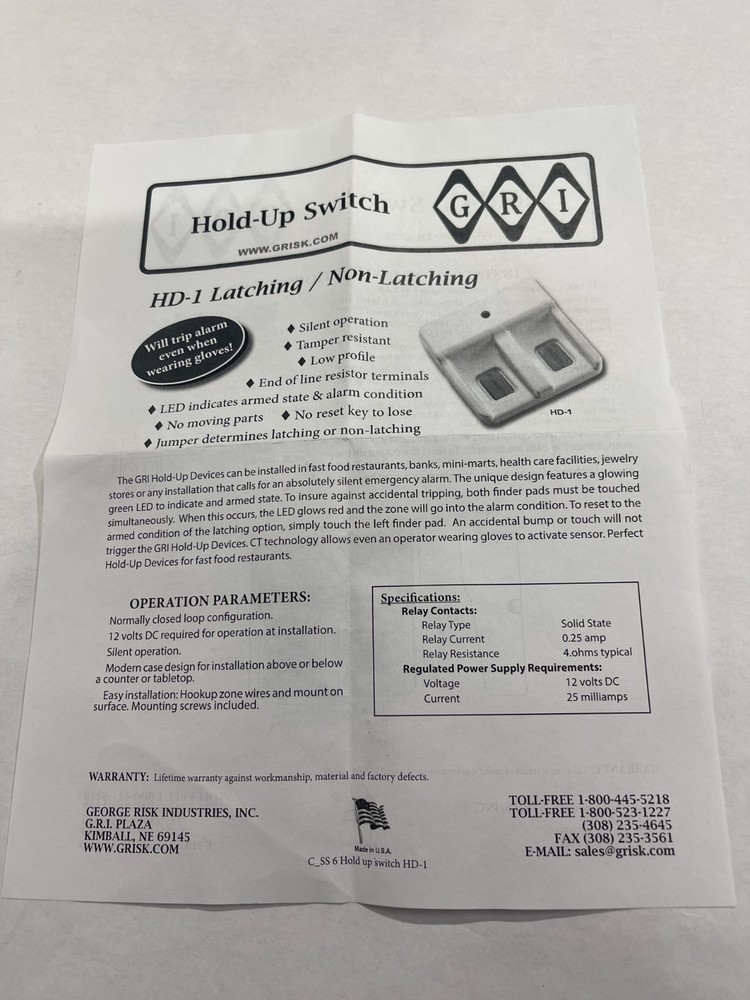 Hold-Up Switch
WWW.GRISK.COM
G R I
HD-1 Latching / Non-Latching
Will trip alarm
even when
wearing gloves!
♦ Silent operation
♦ Tamper resistant
♦ Low profile
♦ End of line resistor terminals
♦ LED indicates armed state & alarm condition
♦ No moving parts ♦ No reset key to lose
♦ Jumper determines latching or non-latching
HD-1
The GRI Hold-Up Devices can be installed in fast food restaurants, banks, mini-marts, health care facilities, jewelry
stores or any installation that calls for an absolutely silent emergency alarm. The unique design features a glowing
green LED to indicate and armed state. To insure against accidental tripping, both finder pads must be touched
simultaneously. When this occurs, the LED glows red and the zone will go into the alarm condition. To reset to the
armed condition of the latching option, simply touch the left finder pad. An accidental bump or touch will not
trigger the GRI Hold-Up Devices. CT technology allows even an operator wearing gloves to activate sensor. Perfect
Hold-Up Devices for fast food restaurants.
OPERATION PARAMETERS:
Normally closed loop configuration.
12 volts DC required for operation at installation.
Silent operation.
Modern case design for installation above or below
a counter or tabletop.
Easy installation: Hookup zone wires and mount on
surface. Mounting screws included.
Specifications:
Relay Contacts:
Relay Type Solid State
Relay Current 0.25 amp
Relay Resistance 4.ohms typical
Regulated Power Supply Requirements:
Voltage 12 volts DC
Current 25 milliamps
WARRANTY: Lifetime warranty against workmanship, material and factory defects.
GEORGE RISK INDUSTRIES, INC.
G.R.I. PLAZA
KIMBALL, NE 69145
WWW.GRISK.COM
Made in U.S.A.
C_SS 6 Hold up switch HD-1
TOLL-FREE 1-800-445-5218
TOLL-FREE 1-800-523-1227
(308) 235-4645
FAX (308) 235-3561
E-MAIL: sales@grisk.com